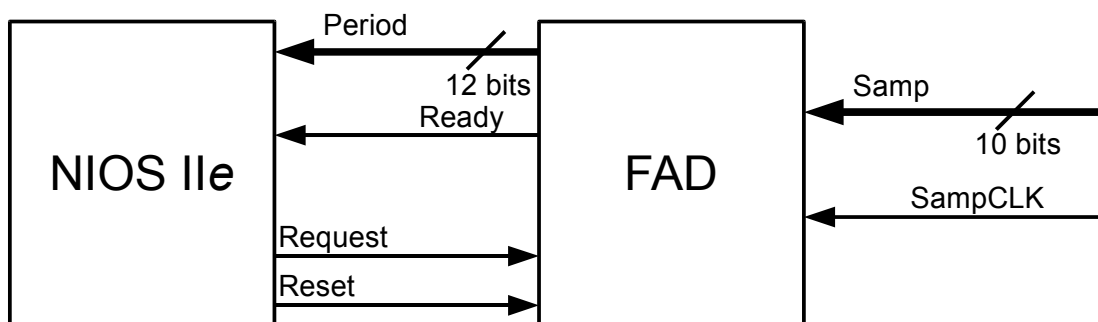 Period
12 bits
Ready
NIOS IIe
Request
Reset
FAD
Samp
10 bits
SampCLK